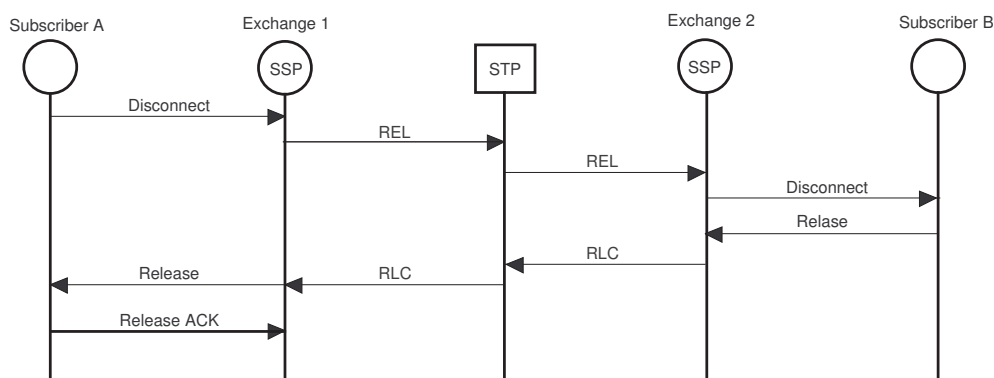 Subscriber A
Exchange 1
Exchange 2
Subscriber B
SSP
STP
SSP
Disconnect
REL
REL
Disconnect
Relase
RLC
Release
RLC
Release ACK